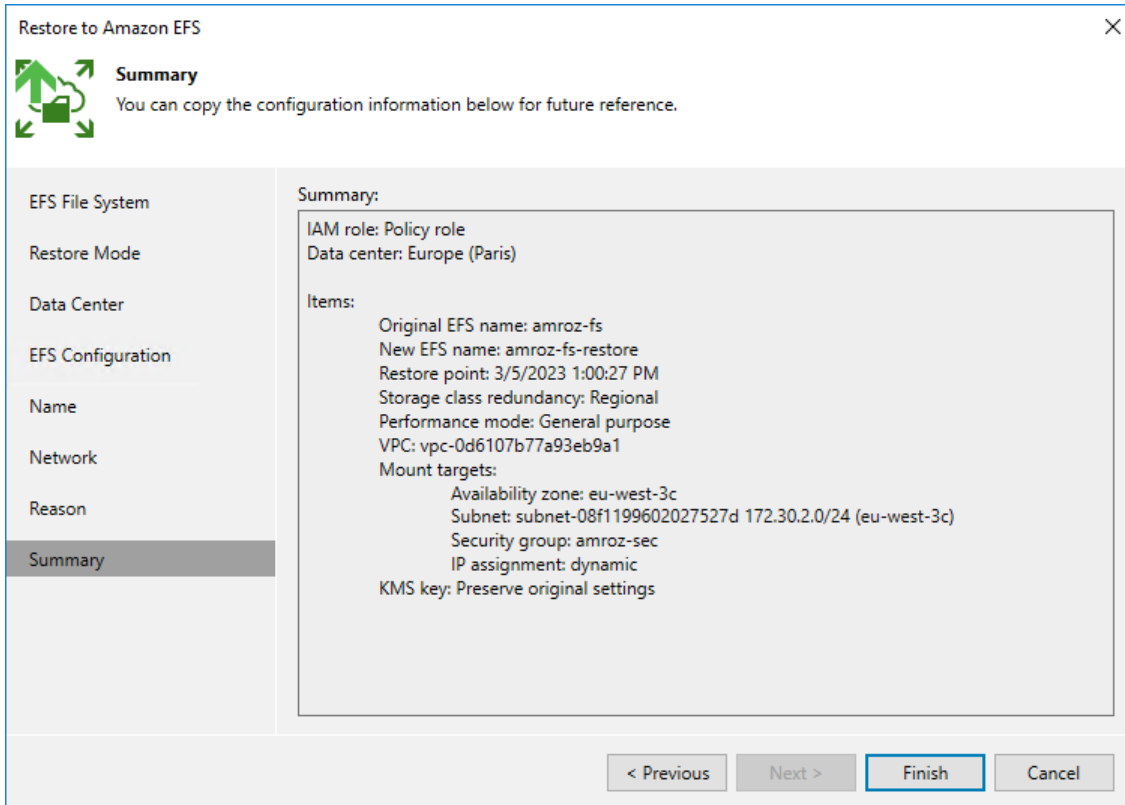 Restore to Amazon EFS
Summary
You can copy the configuration information below for future reference.
EFS File System
Restore Mode
Data Center
EFS Configuration
Name
Network
Reason
Summary
Summary:
IAM role: Policy role
Data center: Europe (Paris)
Items:
Original EFS name: amroz-fs
New EFS name: amroz-fs-restore
Restore point: 3/5/2023 1:00:27 PM
Storage class redundancy: Regional
Performance mode: General purpose
VPC: vpc-0d6107b77a93eb9a1
Mount targets:
Availability zone: eu-west-3c
Subnet: subnet-08f1199602027527d 172.30.2.0/24 (eu-west-3c)
Security group: amroz-sec
IP assignment: dynamic
KMS key: Preserve original settings
< Previous
Next >
Finish
Cancel